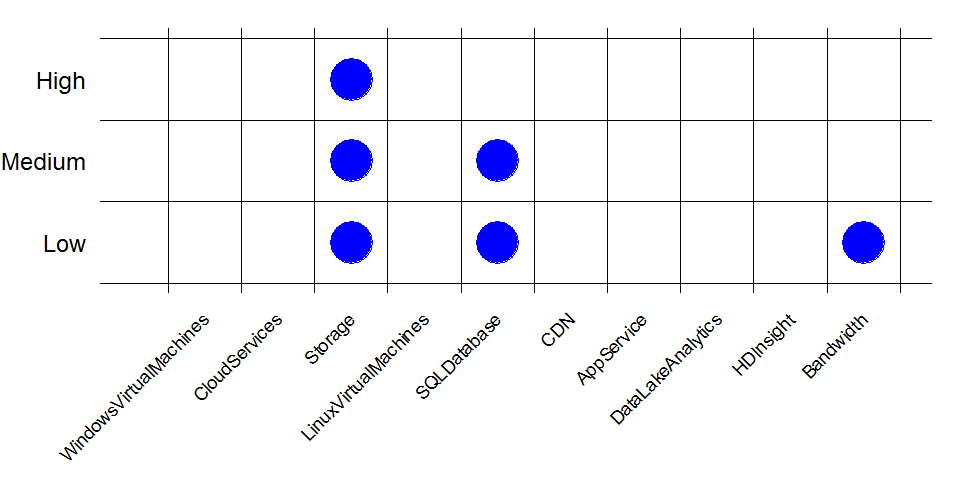 High
Medium
Low
WindowsVirtualMachines
CloudServices
Storage
LinuxVirtualMachines
SQLDatabase
CDN
AppService
DataLakeAnalytics
HDInsight
Bandwidth